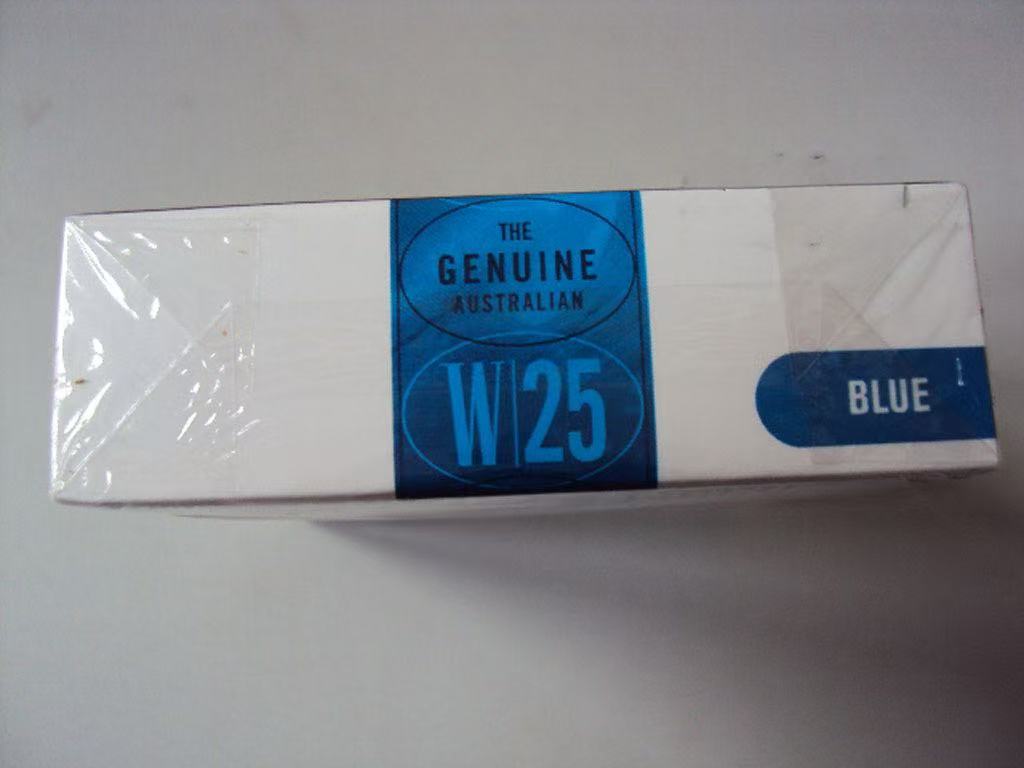 THE
GENUINE
AUSTRALIAN
W|25
BLUE